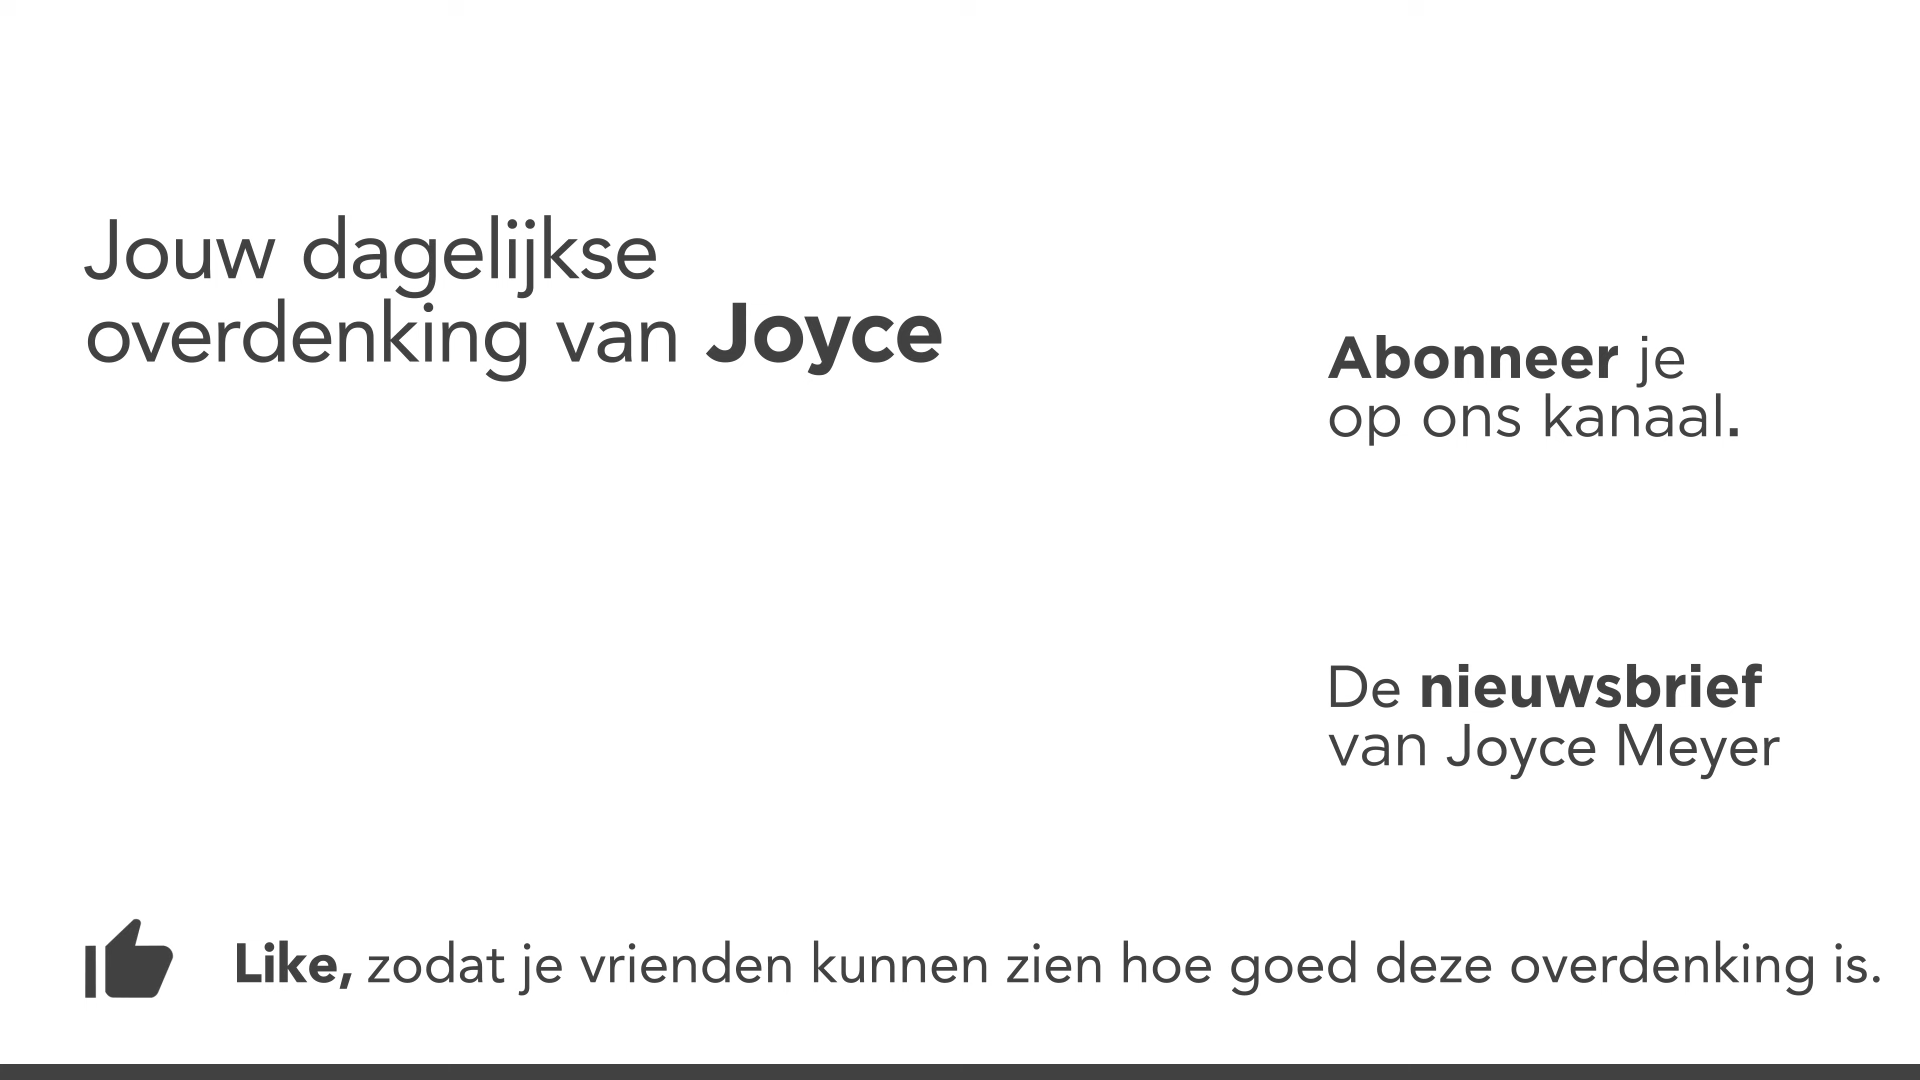 Jouw dagelijkse
overdenking van Joyce
Abonneer je
op ons kanaal.
De nieuwsbrief
van Joyce Meyer
Like, zodat je vrienden kunnen zien hoe goed deze overdenking is.